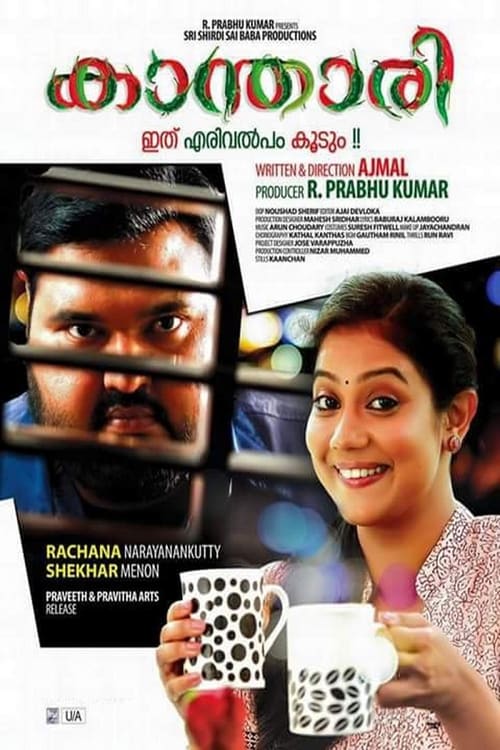 R. PRABHU KUMAR PRESENTS
SRI SHIRDI SAI BABA PRODUCTIONS
കാന്താരി
ഇത് എരിവൽപം കൂടും !!
WRITTEN & DIRECTION AJMAL
PRODUCER R. PRABHU KUMAR
DOP NOUSHAD SHERIF EDITOR AJAI DEVLOKA
PRODUCTION DESIGNER MAHESH SRIDHAR LYRICS BABURAJ KALAMBOORU
MUSIC ARUN CHOUDARY COSTUMES SURESH FITWELL MAKE UP JAYACHANDRAN
CHOREOGRAPHY KATHAL KANTHAS BGM GAUTHAM RINIL THRILLS RUN RAVI
PROJECT DESIGNER JOSE VARAPPUZHA
PRODUCTION CONTROLLER NIZAR MUHAMMED
STILLS KAANCHAN
RACHANA NARAYANANKUTTY
SHEKHAR MENON
PRAVEETH & PRAVITHA ARTS
RELEASE
U/A